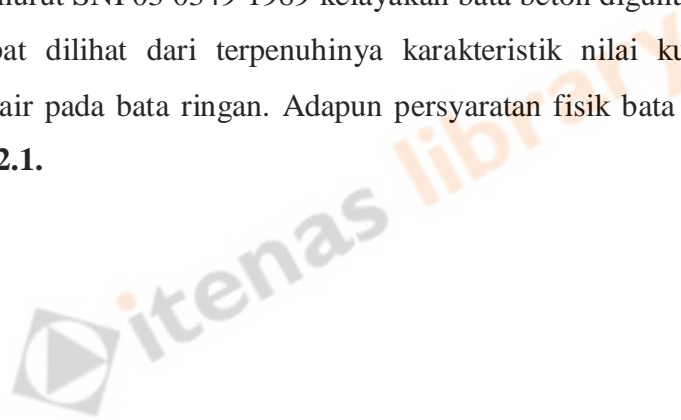 nurut SNI 03-0349-1989 kelayakan bata beton diguna
pat dilihat dari terpenuhinya karakteristik nilai ku
air pada bata ringan. Adapun persyaratan fisik bata
2.1.
itenas library